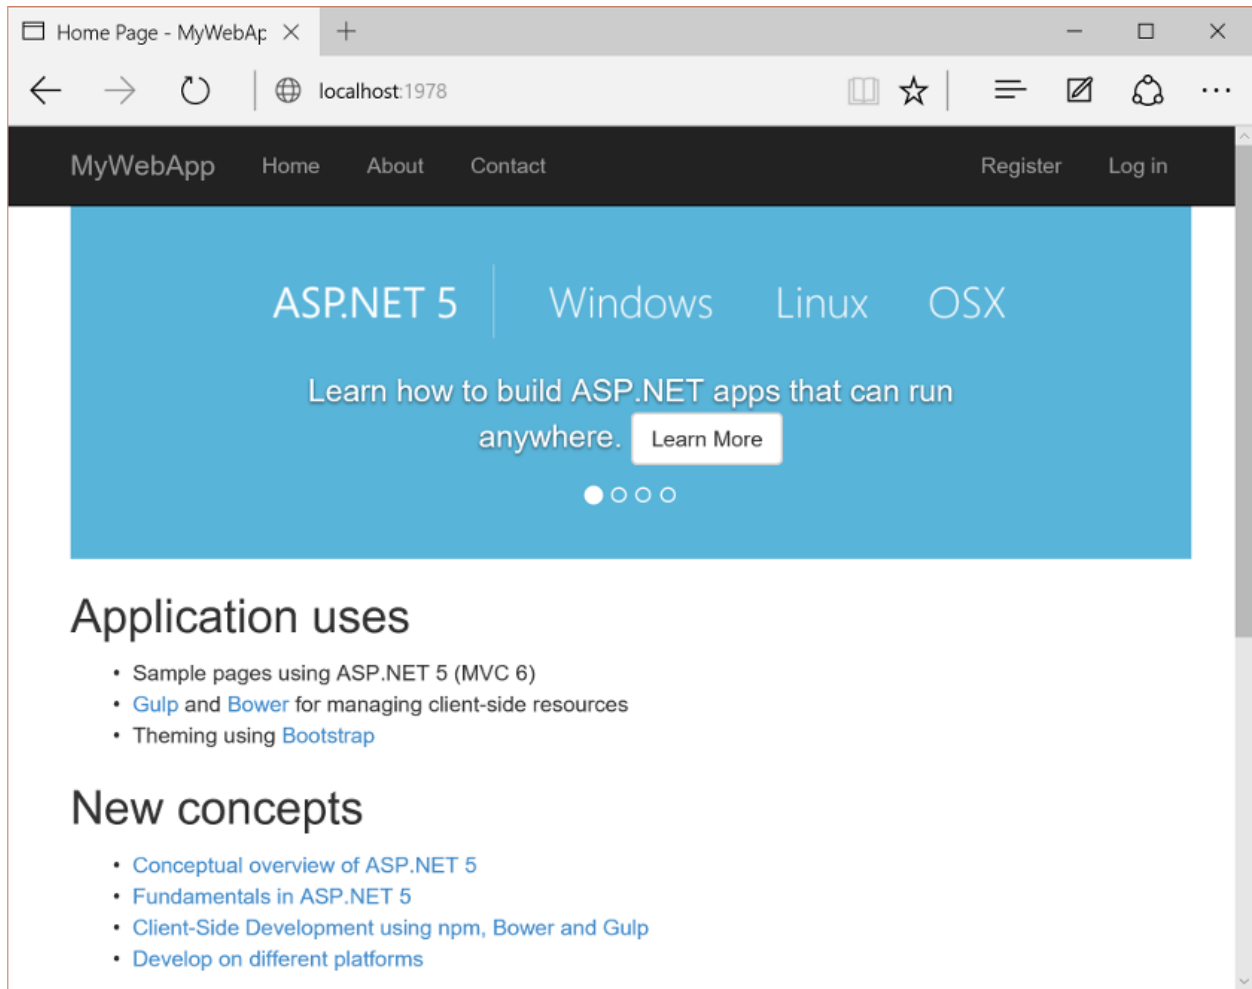 Home Page - MyWebAp
localhost:1978
MyWebApp Home About Contact Register Log in
ASP.NET 5 Windows Linux OSX
Learn how to build ASP.NET apps that can run
anywhere. Learn More
Application uses
• Sample pages using ASP.NET 5 (MVC 6)
• Gulp and Bower for managing client-side resources
• Theming using Bootstrap
New concepts
• Conceptual overview of ASP.NET 5
• Fundamentals in ASP.NET 5
• Client-Side Development using npm, Bower and Gulp
• Develop on different platforms